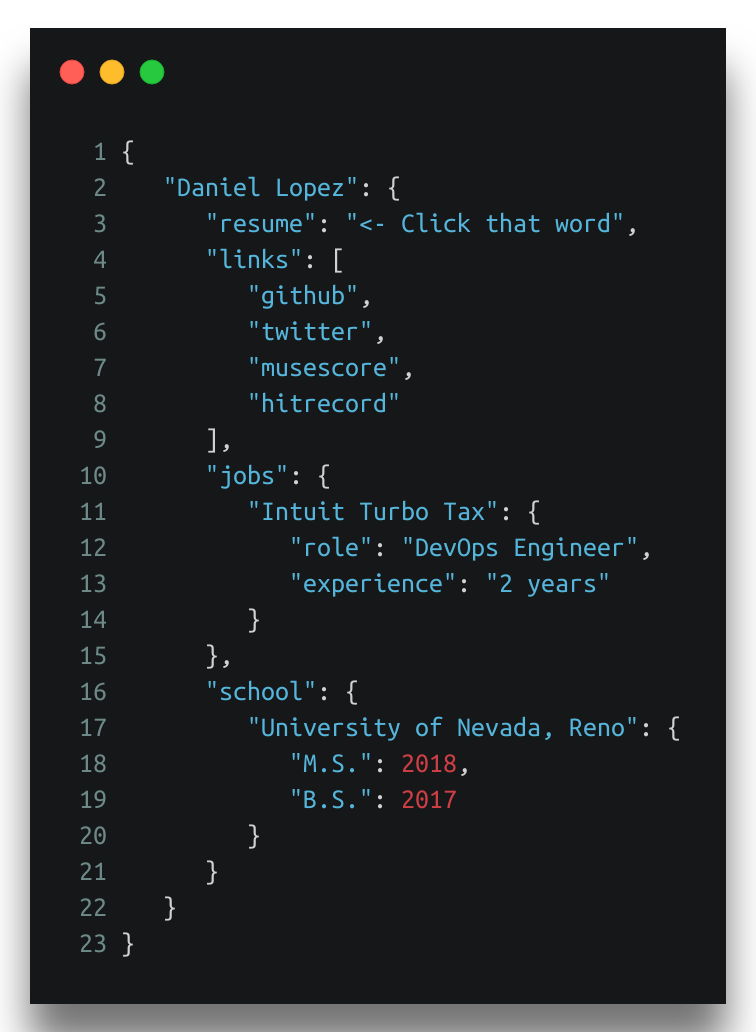 1 {
2 "Daniel Lopez": {
3 "resume": "<- Click that word",
4 "links": [
5 "github",
6 "twitter",
7 "musescore",
8 "hitrecord"
9 ],
10 "jobs": {
11 "Intuit Turbo Tax": {
12 "role": "DevOps Engineer",
13 "experience": "2 years"
14 }
15 },
16 "school": {
17 "University of Nevada, Reno": {
18 "M.S.": 2018,
19 "B.S.": 2017
20 }
21 }
22 }
23 }